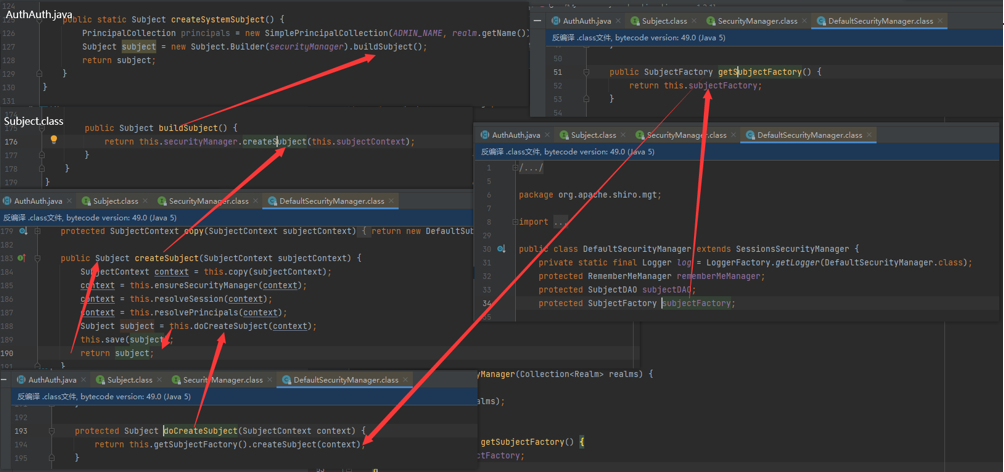 124
AuthAuth.java
public static Subject createSystemSubject() {
126 PrincipalCollection principals = new SimplePrincipalCollection(ADMIN_NAME, realm.getName())
127 Subject subject = new Subject.Builder(securityManager).buildSubject();
128 return subject;
129 }
130 }
131
Subject.class
public Subject buildSubject() {
176 return this.securityManager.createSubject(this.subjectContext);
177 }
178 }
179 }
AuthAuth.java Subject.class SecurityManager.class DefaultSecurityManager.class
反编译 .class文件, bytecode version: 49.0 (Java 5)
179 protected SubjectContext copy(SubjectContext subjectContext) { return new DefaultSub
182
183 public Subject createSubject(SubjectContext subjectContext) {
184 SubjectContext context = this.copy(subjectContext);
185 context = this.ensureSecurityManager(context);
186 context = this.resolveSession(context);
187 context = this.resolvePrincipals(context);
188 Subject subject = this.doCreateSubject(context);
189 this.save(subject);
190 return subject;
191 }
AuthAuth.java Subject.class SecurityManager.class DefaultSecurityManager.class
反编译 .class文件, bytecode version: 49.0 (Java 5)
192
193 protected Subject doCreateSubject(SubjectContext context) {
194 return this.getSubjectFactory().createSubject(context);
195 }
AuthAuth.java Subject.class SecurityManager.class DefaultSecurityManager.class
反编译 .class文件, bytecode version: 49.0 (Java 5)
50
51 public SubjectFactory getSubjectFactory() {
52 return this.subjectFactory;
53 }
54
AuthAuth.java Subject.class SecurityManager.class DefaultSecurityManager.class
反编译 .class文件, bytecode version: 49.0 (Java 5)
1 /.../
5
6 package org.apache.shiro.mgt;
7
8 import ...
29
30 public class DefaultSecurityManager extends SessionsSecurityManager {
31 private static final Logger log = LoggerFactory.getLogger(DefaultSecurityManager.class);
32 protected RememberMeManager rememberMeManager;
33 protected SubjectDAO subjectDAO;
34 protected SubjectFactory subjectFactory;
Manager(Collection<Realm> realms) {
alms);
getSubjectFactory() {
ctFactory;